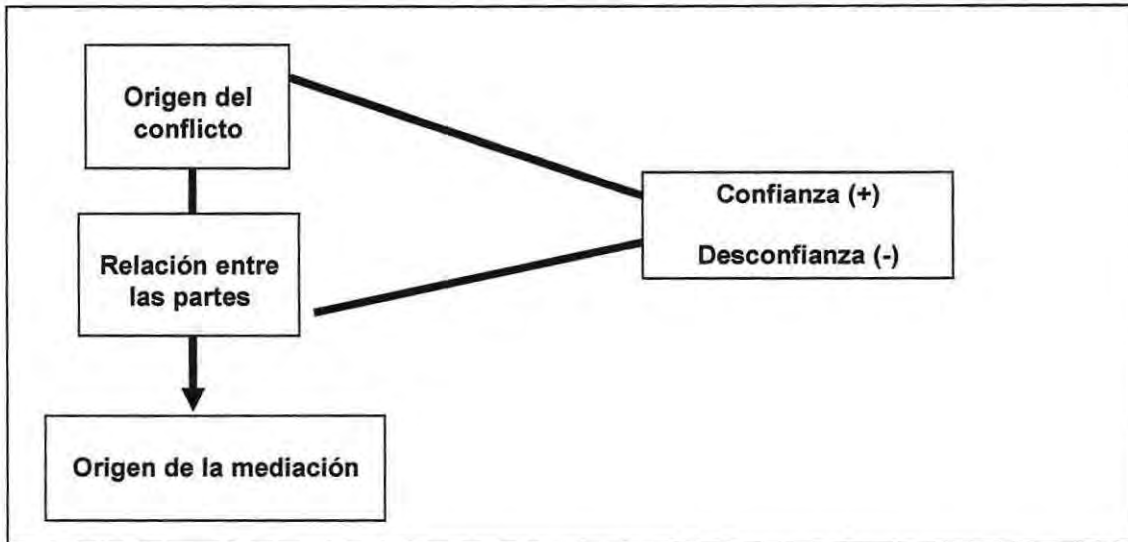 Origen del
conflicto
Confianza (+)
Desconfianza (-)
Relación entre
las partes
Origen de la mediación